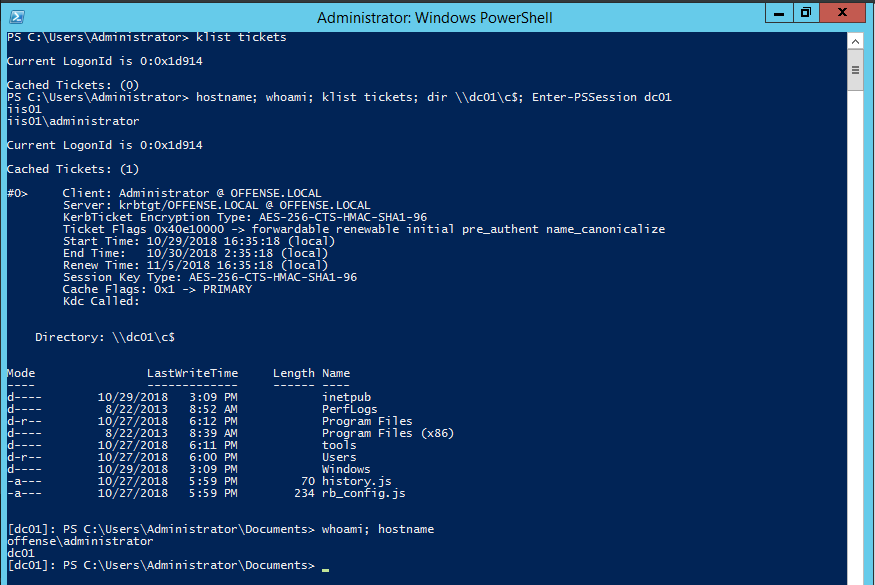 Administrator: Windows PowerShell
PS C:\Users\Administrator> klist tickets
Current LogonId is 0:0x1d914
Cached Tickets: (0)
PS C:\Users\Administrator> hostname; whoami; klist tickets; dir \\dc01\c$; Enter-PSSession dc01
iis01
iis01\administrator
Current LogonId is 0:0x1d914
Cached Tickets: (1)
#0>     Client: Administrator @ OFFENSE.LOCAL
        Server: krbtgt/OFFENSE.LOCAL @ OFFENSE.LOCAL
        KerbTicket Encryption Type: AES-256-CTS-HMAC-SHA1-96
        Ticket Flags 0x40e10000 -> forwardable renewable initial pre_authent name_canonicalize
        Start Time: 10/29/2018 16:35:18 (local)
        End Time:   10/30/2018 2:35:18 (local)
        Renew Time: 11/5/2018 16:35:18 (local)
        Session Key Type: AES-256-CTS-HMAC-SHA1-96
        Cache Flags: 0x1 -> PRIMARY
        Kdc Called:
    Directory: \\dc01\c$
Mode                LastWriteTime     Length Name
----                -------------     ------ ----
d----        10/29/2018   3:09 PM            inetpub
d----         8/22/2013   8:52 AM            PerfLogs
d-r--        10/27/2018   6:12 PM            Program Files
d----         8/22/2013   8:39 AM            Program Files (x86)
d----        10/27/2018   6:11 PM            tools
d-r--        10/27/2018   6:00 PM            Users
d----        10/29/2018   3:09 PM            Windows
-a---        10/27/2018   5:59 PM         70 history.js
-a---        10/27/2018   5:59 PM        234 rb_config.js
[dc01]: PS C:\Users\Administrator\Documents> whoami; hostname
offense\administrator
dc01
[dc01]: PS C:\Users\Administrator\Documents> _